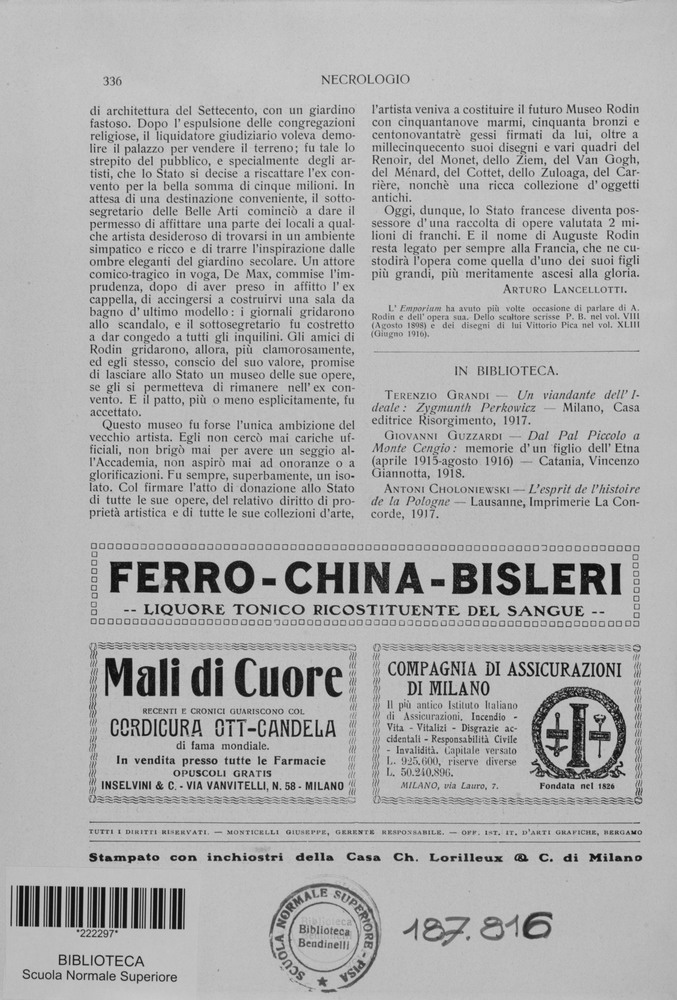 336
NECROLOGIO
di architettura del Settecento, con un giardino
fastoso. Dopo l'espulsione delle congregazioni
religiose, il liquidatore giudiziario voleva demo-
lire il palazzo per vendere il terreno; fu tale lo
strepito del pubblico, e specialmente degli ar-
tisti, che lo Stato si decise a riscattare l'ex con-
vento per la bella somma di cinque milioni. In
attesa di una destinazione conveniente, il sotto-
segretario delle Belle Arti cominciò a dare il
permesso di affittare una parte dei locali a qual-
che artista desideroso di trovarsi in un ambiente
simpatico e ricco e di trarre l'inspirazione dalle
ombre eleganti del giardino secolare. Un attore
comico-tragico in voga, De Max, commise l'im-
prudenza, dopo di aver preso in affitto l'ex
cappella, di accingersi a costruirvi una sala da
bagno d'ultimo modello: i giornali gridarono
allo scandalo, e il sottosegretario fu costretto
a dar congedo a tutti gli inquilini. Gli amici di
Rodin gridarono, allora, più clamorosamente,
ed egli stesso, conscio del suo valore, promise
di lasciare allo Stato un museo delle sue opere,
se gli si permetteva di rimanere nell'ex con-
vento. E il patto, più o meno esplicitamente, fu
accettato.
Questo museo fu forse l'unica ambizione del
vecchio artista. Egli non cercò mai cariche uf-
ficiali, non brigò mai per avere un seggio al-
l'Accademia, non aspirò mai ad onoranze o a
glorificazioni. Fu sempre, superbamente, un iso-
lato. Col firmare l'atto di donazione allo Stato
di tutte le sue opere, del relativo diritto di pro-
prietà artistica e di tutte le sue collezioni d'arte,
l'artista veniva a costituire il futuro Museo Rodin
con cinquantanove marmi, cinquanta bronzi e
centonovantatrè gessi firmati da lui, oltre a
millecinquecento suoi disegni e vari quadri del
Renoir, del Monet, dello Ziem, del Van Gogh,
del Ménard, del Cottet, dello Zuloaga, del Car-
rière, nonchè una ricca collezione d'oggetti
antichi.
Oggi, dunque, lo Stato francese diventa pos-
sessore d'una raccolta di opere valutata 2 mi-
lioni di franchi. E il nome di Auguste Rodin
resta legato per sempre alla Francia, che ne cu-
stodirà l'opera come quella d'uno dei suoi figli
più grandi, più meritamente ascesi alla gloria.
ARTURO LANCELLOTTI.
L'Emporium ha avuto più volte occasione di parlare di A.
Rodin e dell'opera sua. Dello scultore scrisse P. B. nel vol. VIII
(Agosto 1898) e dei disegni di lui Vittorio Pica nel vol. XLIII
(Giugno 1916).
IN BIBLIOTECA.
TERENZIO GRANDI — Un viandante dell'I-
deale: Zygmunth Perkowicz — Milano, Casa
editrice Risorgimento, 1917.
GIOVANNI GUZZARDI — Dal Pal Piccolo a
Monte Cengio: memorie d'un figlio dell'Etna
(aprile 1915-agosto 1916) — Catania, Vincenzo
Giannotta, 1918.
ANTONI CHOLONIEWSKI — L'esprit de l'histoire
de la Pologne — Lausanne, Imprimerie La Con-
corde, 1917.
FERRO-CHINA-BISLERI
-- LIQUORE TONICO RICOSTITUENTE DEL SANGUE --
Mali di Cuore
RECENTI E CRONICI GUARISCONO COL
CORDICURA OTT-CANDELA
di fama mondiale.
In vendita presso tutte le Farmacie
OPUSCOLI GRATIS
INSELVINI & C. - VIA VANVITELLI, N. 58 - MILANO
COMPAGNIA DI ASSICURAZIONI
DI MILANO
Il più antico Istituto Italiano
di Assicurazioni, Incendio -
Vita - Vitalizi - Disgrazie ac-
cidentali - Responsabilità Civile
- Invalidità. Capitale versato
L. 925.600, riserve diverse
L. 50.240.896.
MILANO, via Lauro, 7.
Fondata nel 1826
TUTTI I DIRITTI RISERVATI. — MONTICELLI GIUSEPPE, GERENTE RESPONSABILE. — OFF. IST. IT. D'ARTI GRAFICHE, BERGAMO
Stampato con inchiostri della Casa Ch. Lorilleux & C. di Milano
*222297*
BIBLIOTECA
Scuola Normale Superiore
SCUOLA NORMALE SUPERIORE - PISA
Biblioteca
Bendinelli
187.816